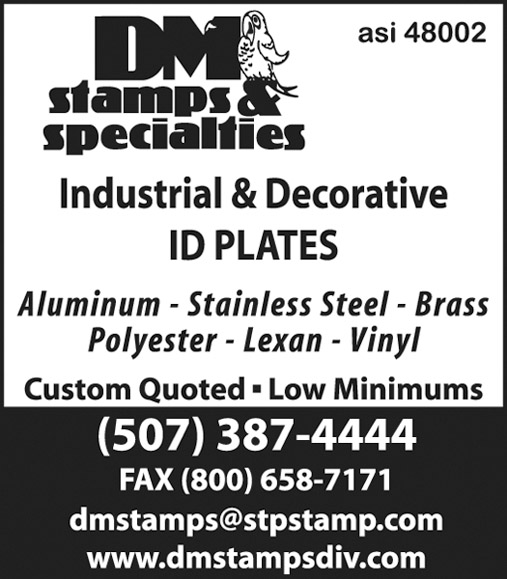 DM
asi 48002
stamps &
specialties
Industrial & Decorative
ID PLATES
Aluminum - Stainless Steel - Brass
Polyester - Lexan - Vinyl
Custom Quoted ▪ Low Minimums
(507) 387-4444
FAX (800) 658-7171
dmstamps@stpstamp.com
www.dmstampsdiv.com